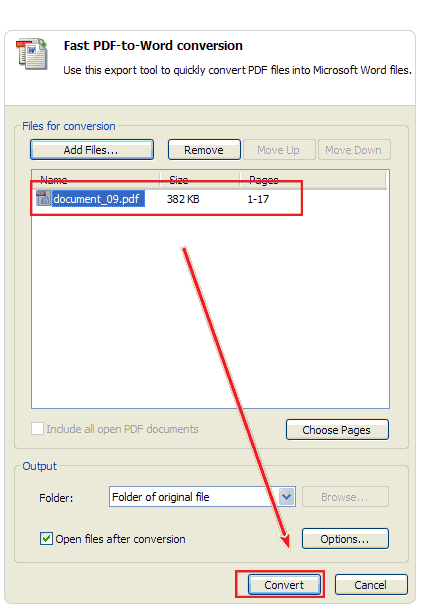 Fast PDF-to-Word conversion
Use this export tool to quickly convert PDF files into Microsoft Word files.
Files for conversion
Add Files... Remove Move Up Move Down
Name Size Pages
document_09.pdf 382 KB 1-17
Include all open PDF documents Choose Pages
Output
Folder: Folder of original file Browse...
Open files after conversion Options...
Convert Cancel